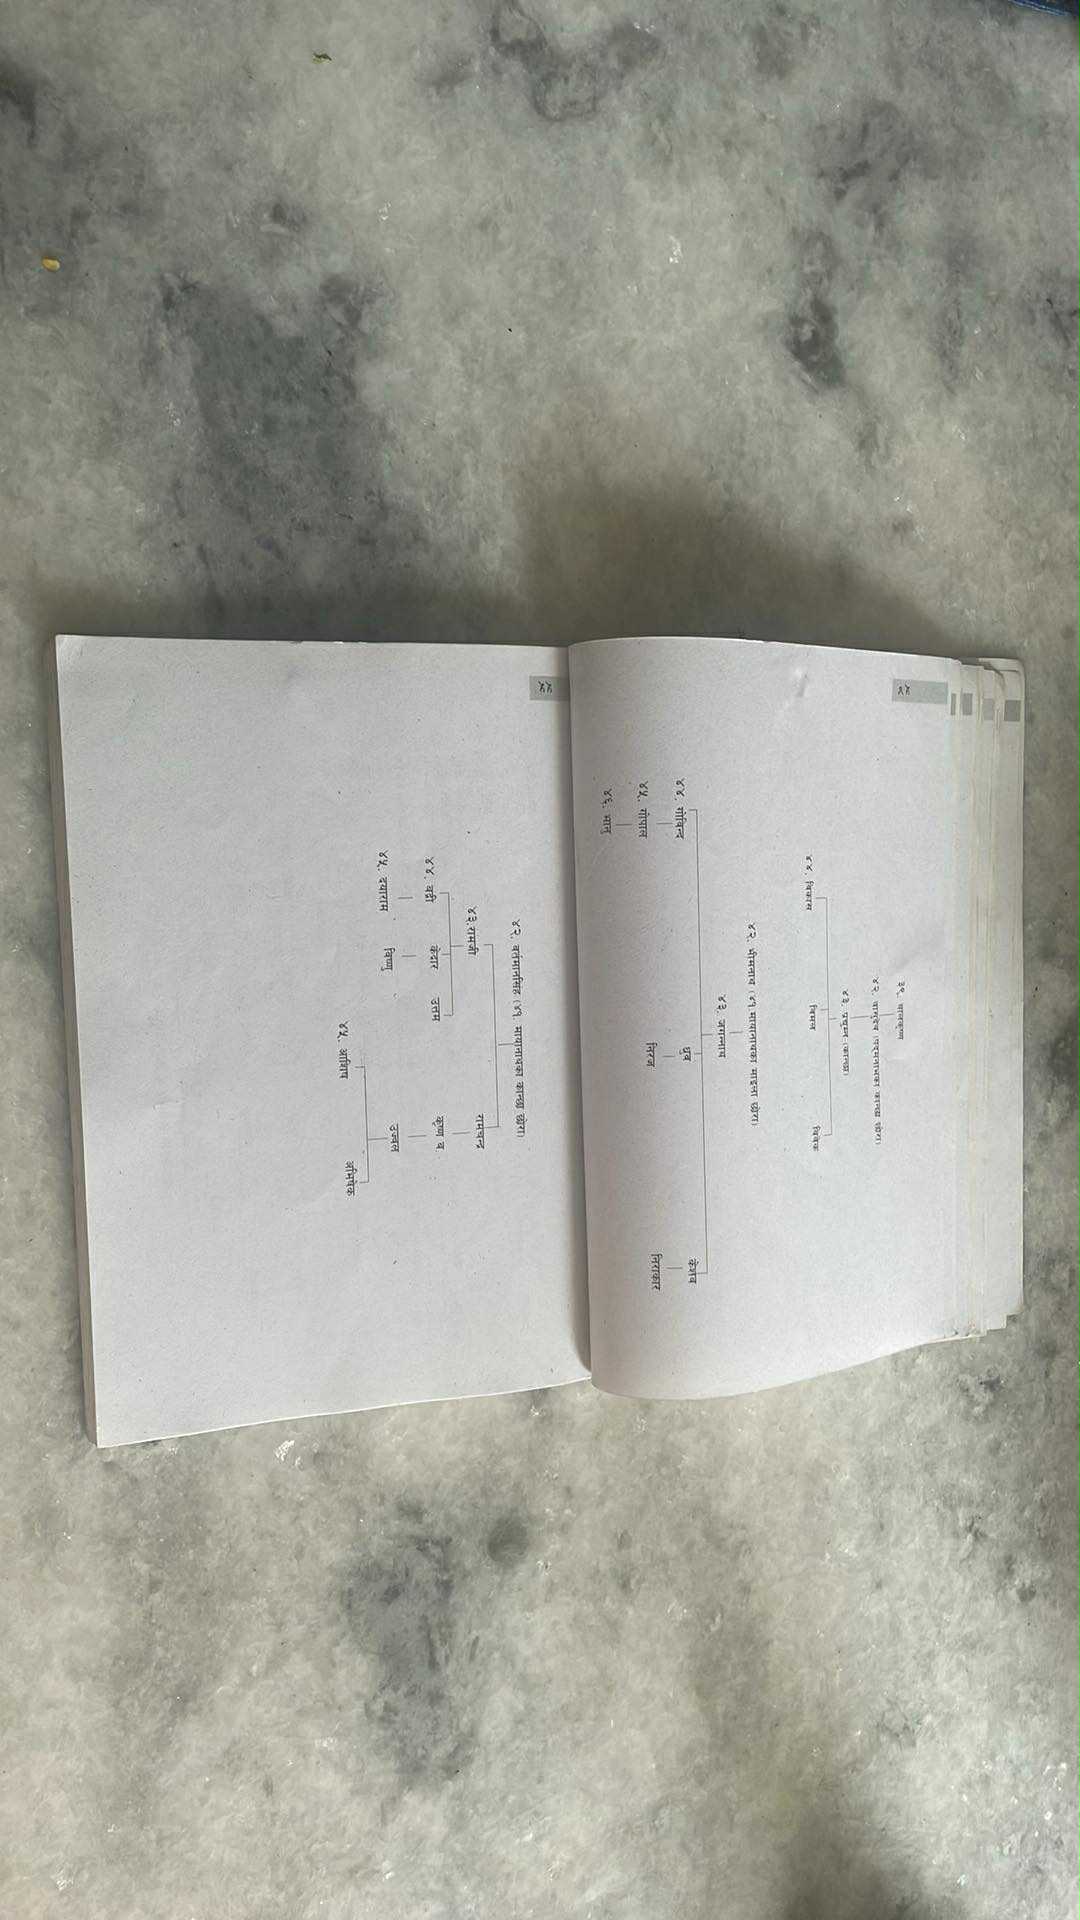 ३९. बालकृष्ण
४२. वासुदेव (पद्मनाभका कान्छा छोरा)
४३. प्रद्युम्न (कान्छा)
४४. विकास विमल विवेक
४२. भीमनाथ (४१.मायानाथका माइला छोरा)
४३. जगन्नाथ
४४. गोविन्द ध्रुव केशव
४५. गोपाल निरज निराकार
४६. भानु
५५
४२. वर्तमानसिंह (४१. मायानाथका कान्छा छोरा)
४३.रामजी रामचन्द्र
४४. बद्री केदार उत्तम कृष्ण ब.
४५. दयाराम विष्णु उज्वल
४५. आशिष अभिषेक